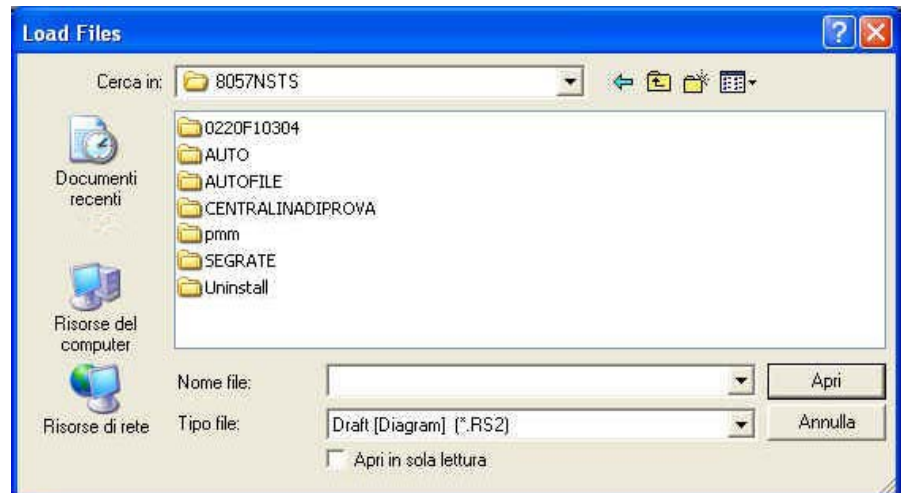 Load Files
Cerca in:
8057NSTS
Documenti
recenti
Risorse del
computer
Risorse di rete
0220F10304
AUTO
AUTOFILE
CENTRALINADIPROVA
pmm
SEGRATE
Uninstall
Nome file:
Apri
Tipo file:
Draft [Diagram] (*.RS2)
Annulla
Apri in sola lettura